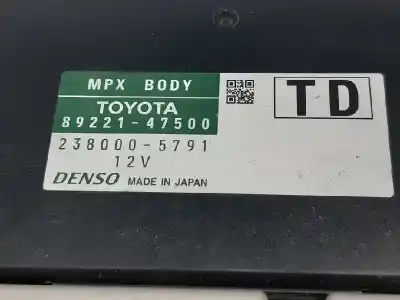 MPX BODY
TOYOTA
89221-47500
TD
238000-5791
12V
DENSO MADE IN JAPAN